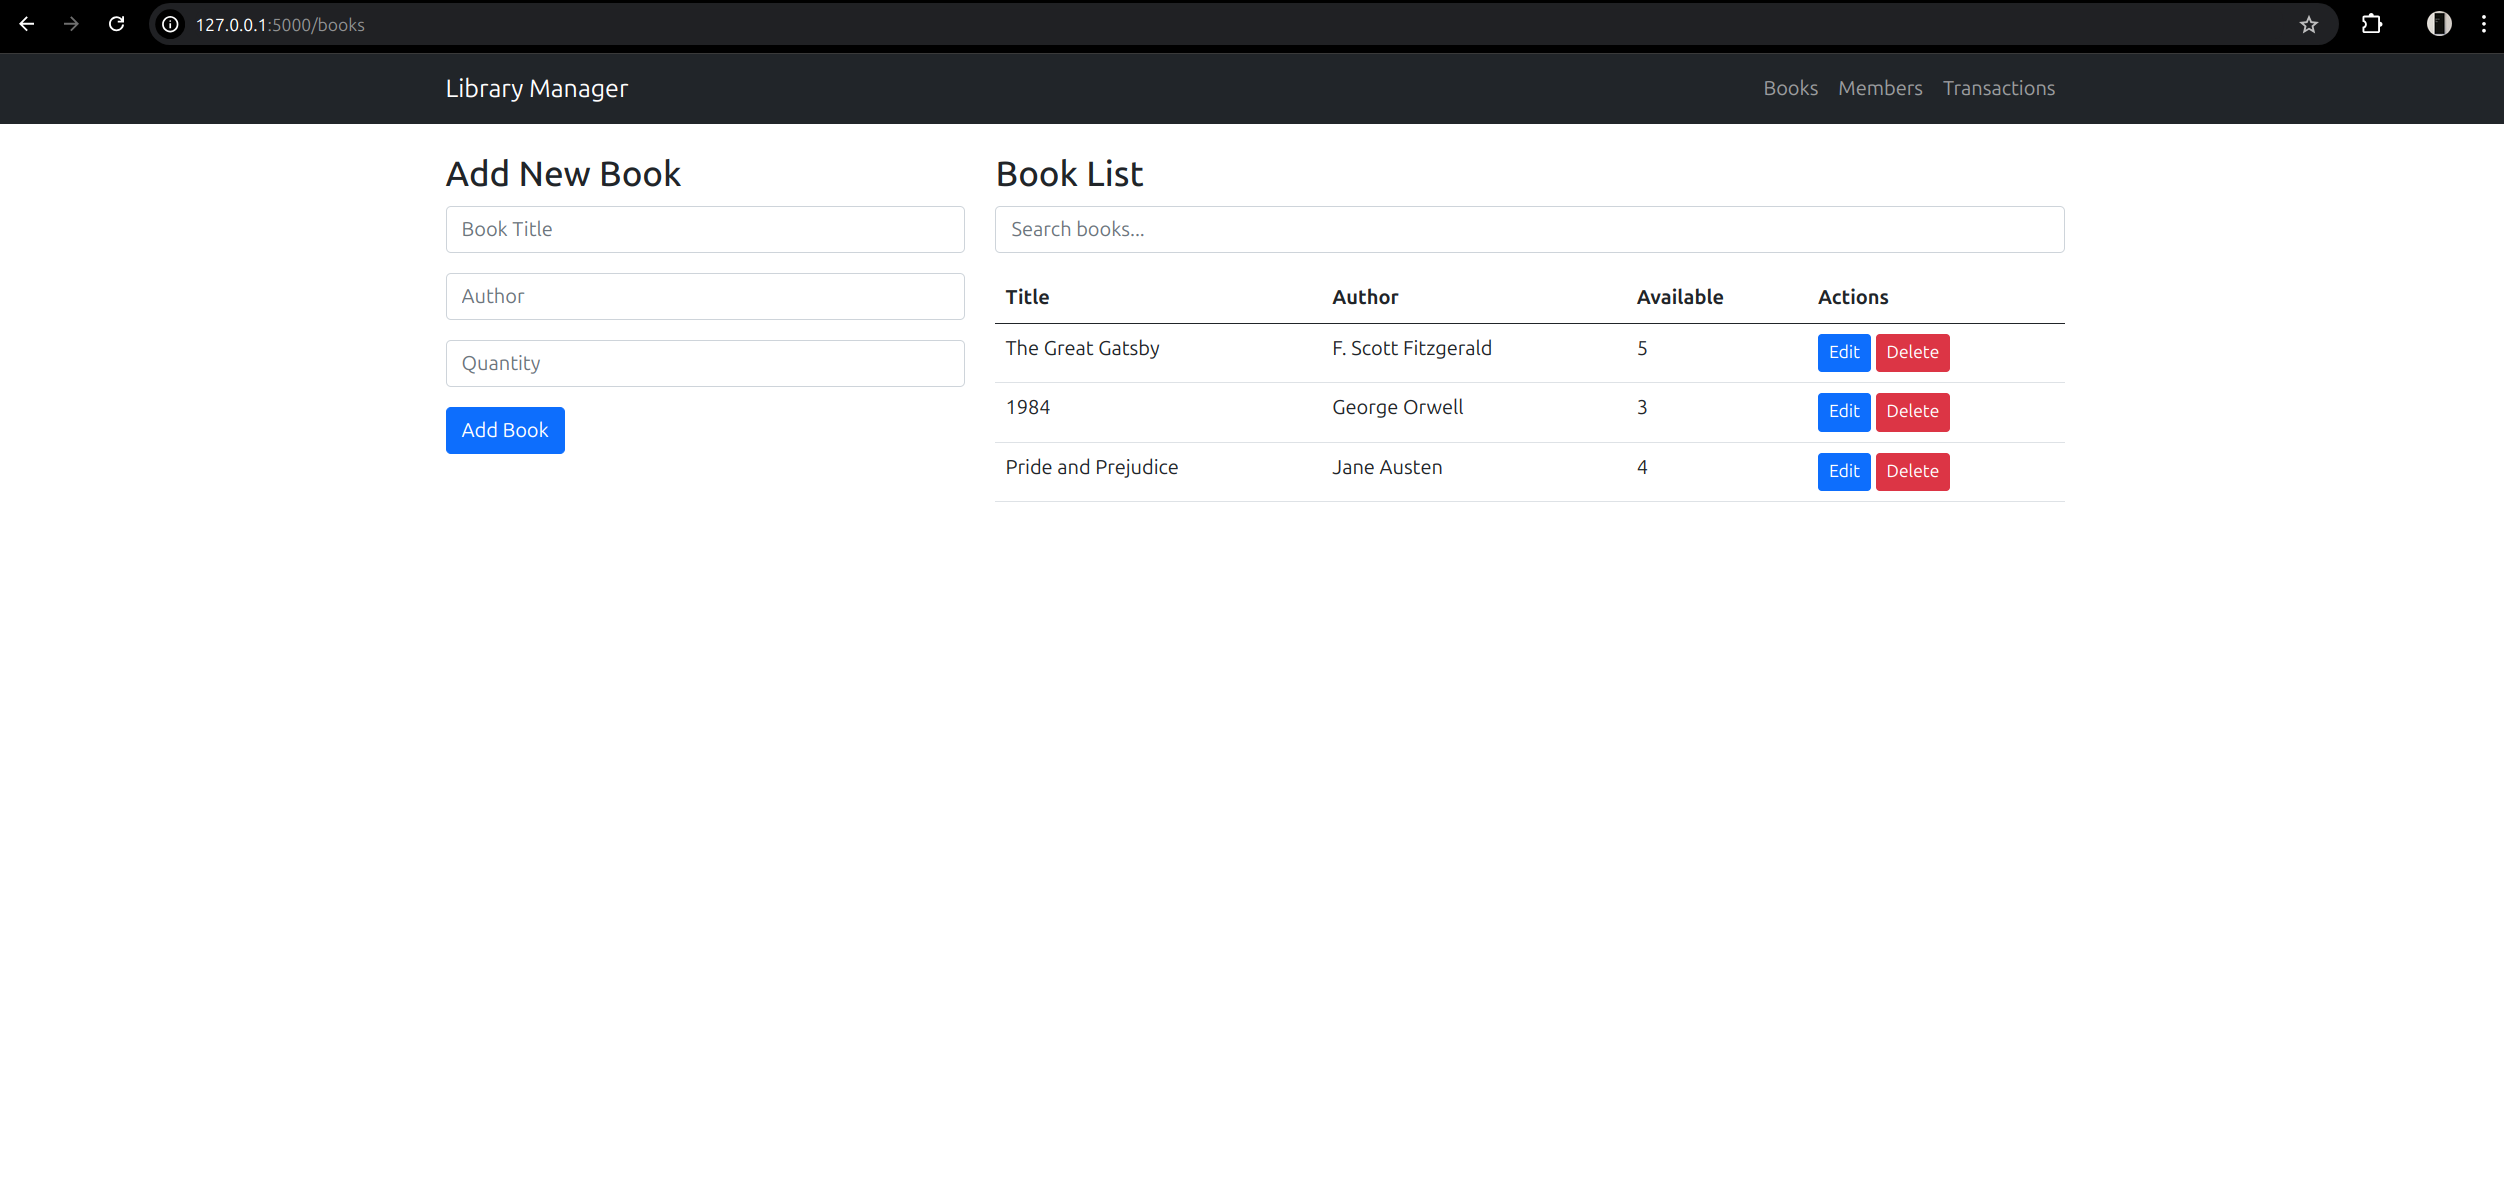 127.0.0.1:5000/books
Library Manager
Books Members Transactions
Add New Book
Book Title
Author
Quantity
Add Book
Book List
Search books...
Title Author Available Actions
The Great Gatsby F. Scott Fitzgerald 5 Edit Delete
1984 George Orwell 3 Edit Delete
Pride and Prejudice Jane Austen 4 Edit Delete